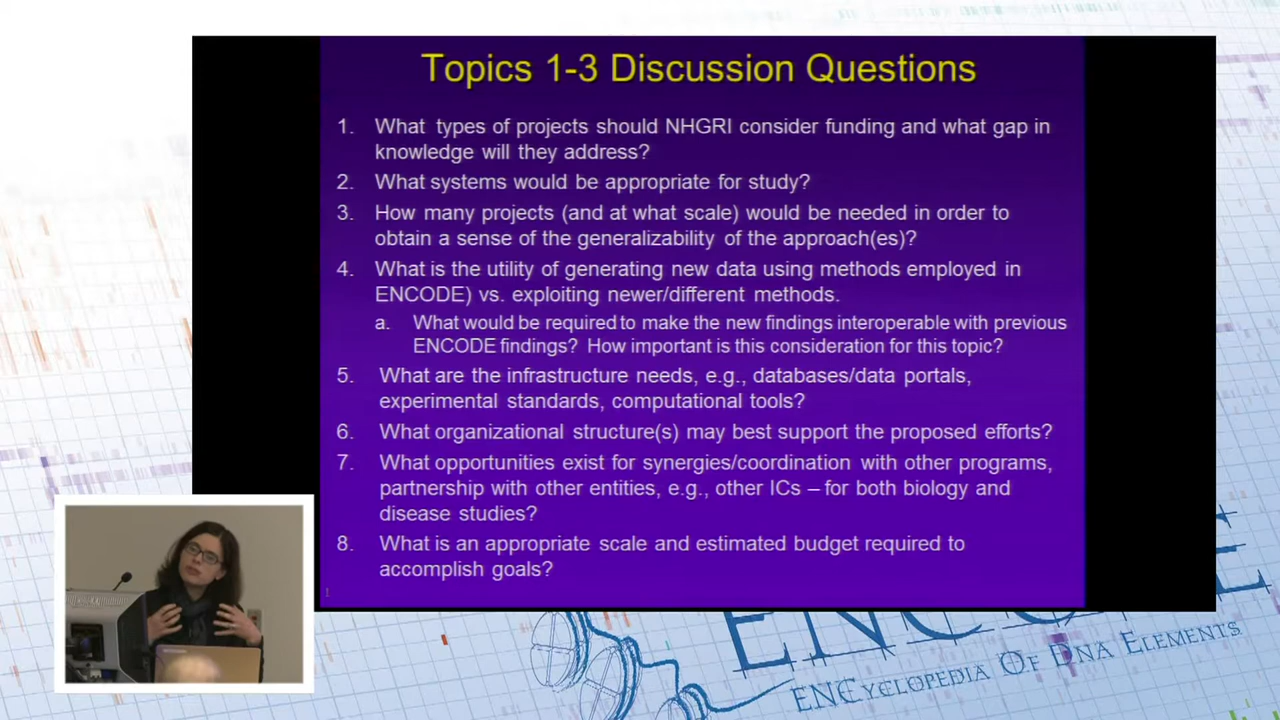 Topics 1-3 Discussion Questions
1. What types of projects should NHGRI consider funding and what gap in
knowledge will they address?
2. What systems would be appropriate for study?
3. How many projects (and at what scale) would be needed in order to
obtain a sense of the generalizability of the approach(es)?
4. What is the utility of generating new data using methods employed in
ENCODE) vs. exploiting newer/different methods.
a. What would be required to make the new findings interoperable with previous
ENCODE findings? How important is this consideration for this topic?
5. What are the infrastructure needs, e.g., databases/data portals,
experimental standards, computational tools?
6. What organizational structure(s) may best support the proposed efforts?
7. What opportunities exist for synergies/coordination with other programs,
partnership with other entities, e.g., other ICs – for both biology and
disease studies?
8. What is an appropriate scale and estimated budget required to
accomplish goals?
1
ENCODE
ENCYCLOPEDIA OF DNA ELEMENTS